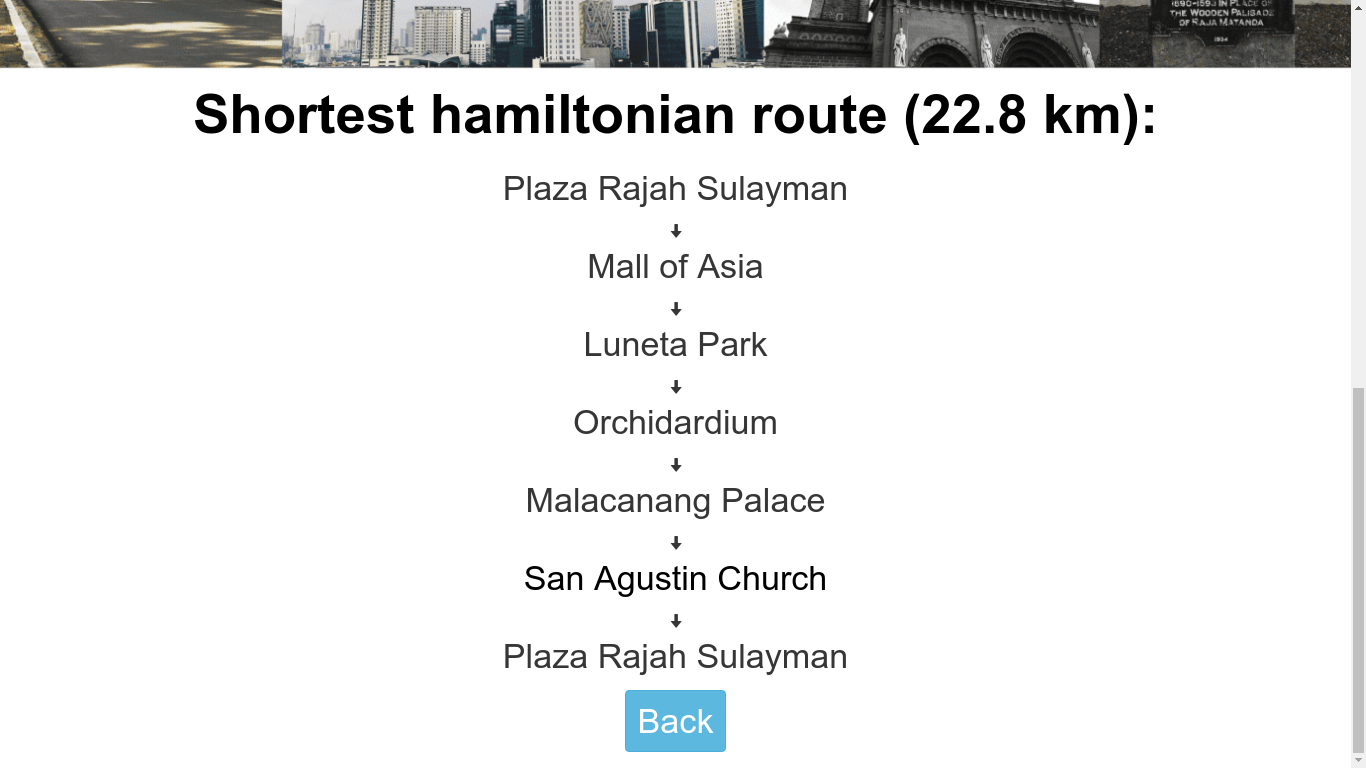 1590-1593 IN PLACE OF
THE WOODEN PALISADE
OF RAJA MATANDA
1934
Shortest hamiltonian route (22.8 km):
Plaza Rajah Sulayman
Mall of Asia
Luneta Park
Orchidardium
Malacanang Palace
San Agustin Church
Plaza Rajah Sulayman
Back